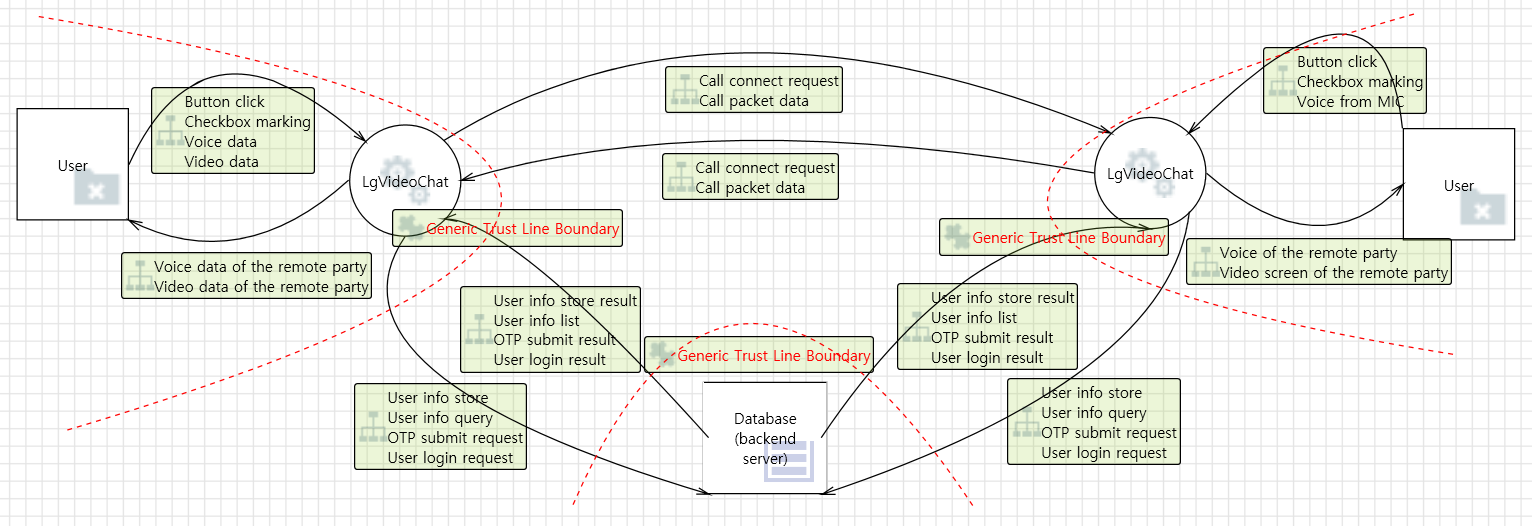 User
Button click
Checkbox marking
Voice data
Video data
LgVideoChat
Voice data of the remote party
Video data of the remote party
Generic Trust Line Boundary
Call connect request
Call packet data
Call connect request
Call packet data
LgVideoChat
Button click
Checkbox marking
Voice from MIC
User
Generic Trust Line Boundary
Voice of the remote party
Video screen of the remote party
User info store result
User info list
OTP submit result
User login result
Generic Trust Line Boundary
User info store result
User info list
OTP submit result
User login result
User info store
User info query
OTP submit request
User login request
Database
(backend
server)
User info store
User info query
OTP submit request
User login request